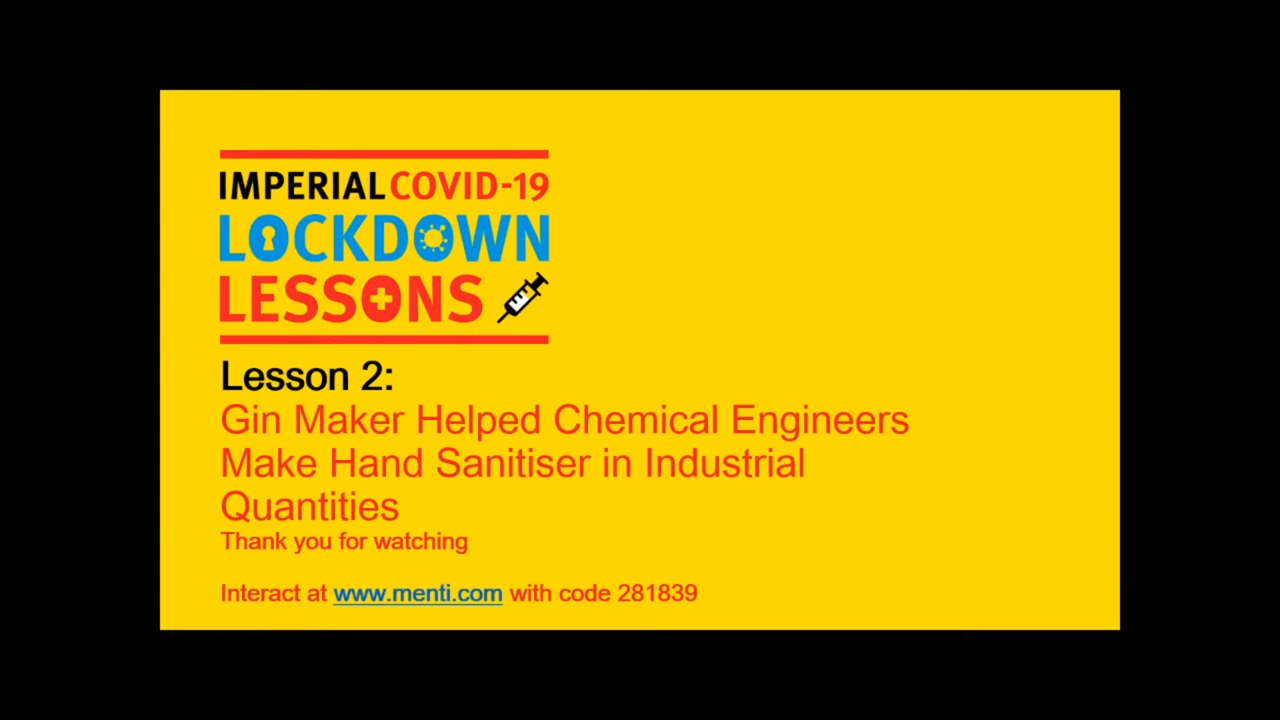 IMPERIAL COVID-19
LOCKDOWN
LESSONS
Lesson 2:
Gin Maker Helped Chemical Engineers
Make Hand Sanitiser in Industrial
Quantities
Thank you for watching
Interact at www.menti.com with code 281839